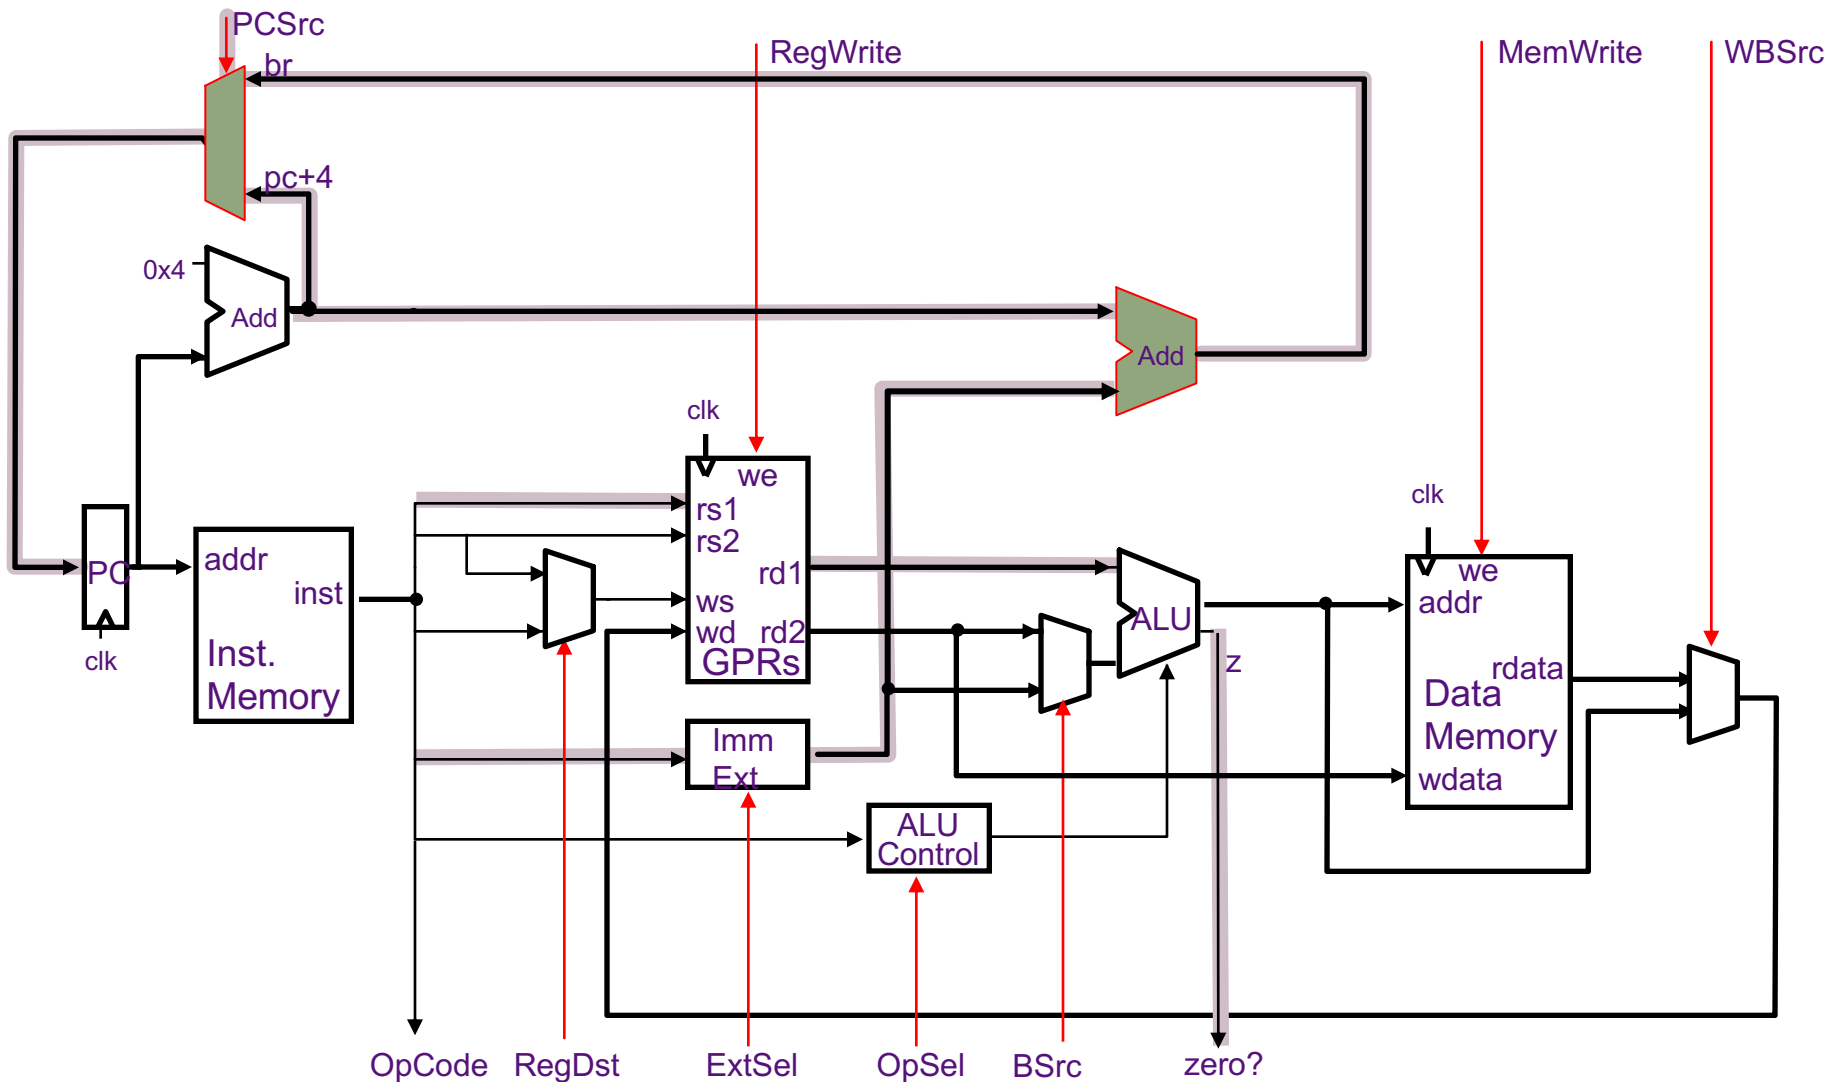 PCSrc
RegWrite
MemWrite
WBSrc
br
pc+4
0x4
Add
Add
clk
we
rs1
rs2
rd1
ws
wd
rd2
GPRs
clk
we
addr
rdata
Data
Memory
wdata
PC
clk
addr
inst
Inst.
Memory
ALU
z
Imm
Ext
ALU
Control
OpCode
RegDst
ExtSel
OpSel
BSrc
zero?